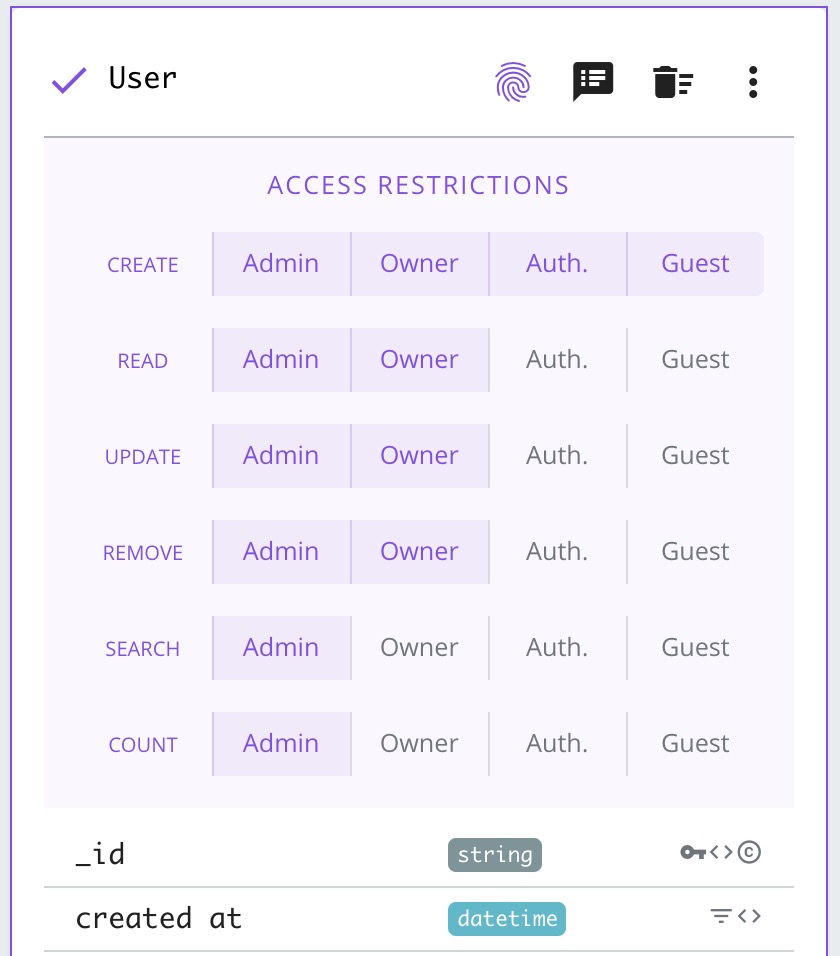 User
ACCESS RESTRICTIONS
CREATE Admin Owner Auth. Guest
READ Admin Owner Auth. Guest
UPDATE Admin Owner Auth. Guest
REMOVE Admin Owner Auth. Guest
SEARCH Admin Owner Auth. Guest
COUNT Admin Owner Auth. Guest
_id string
created at datetime